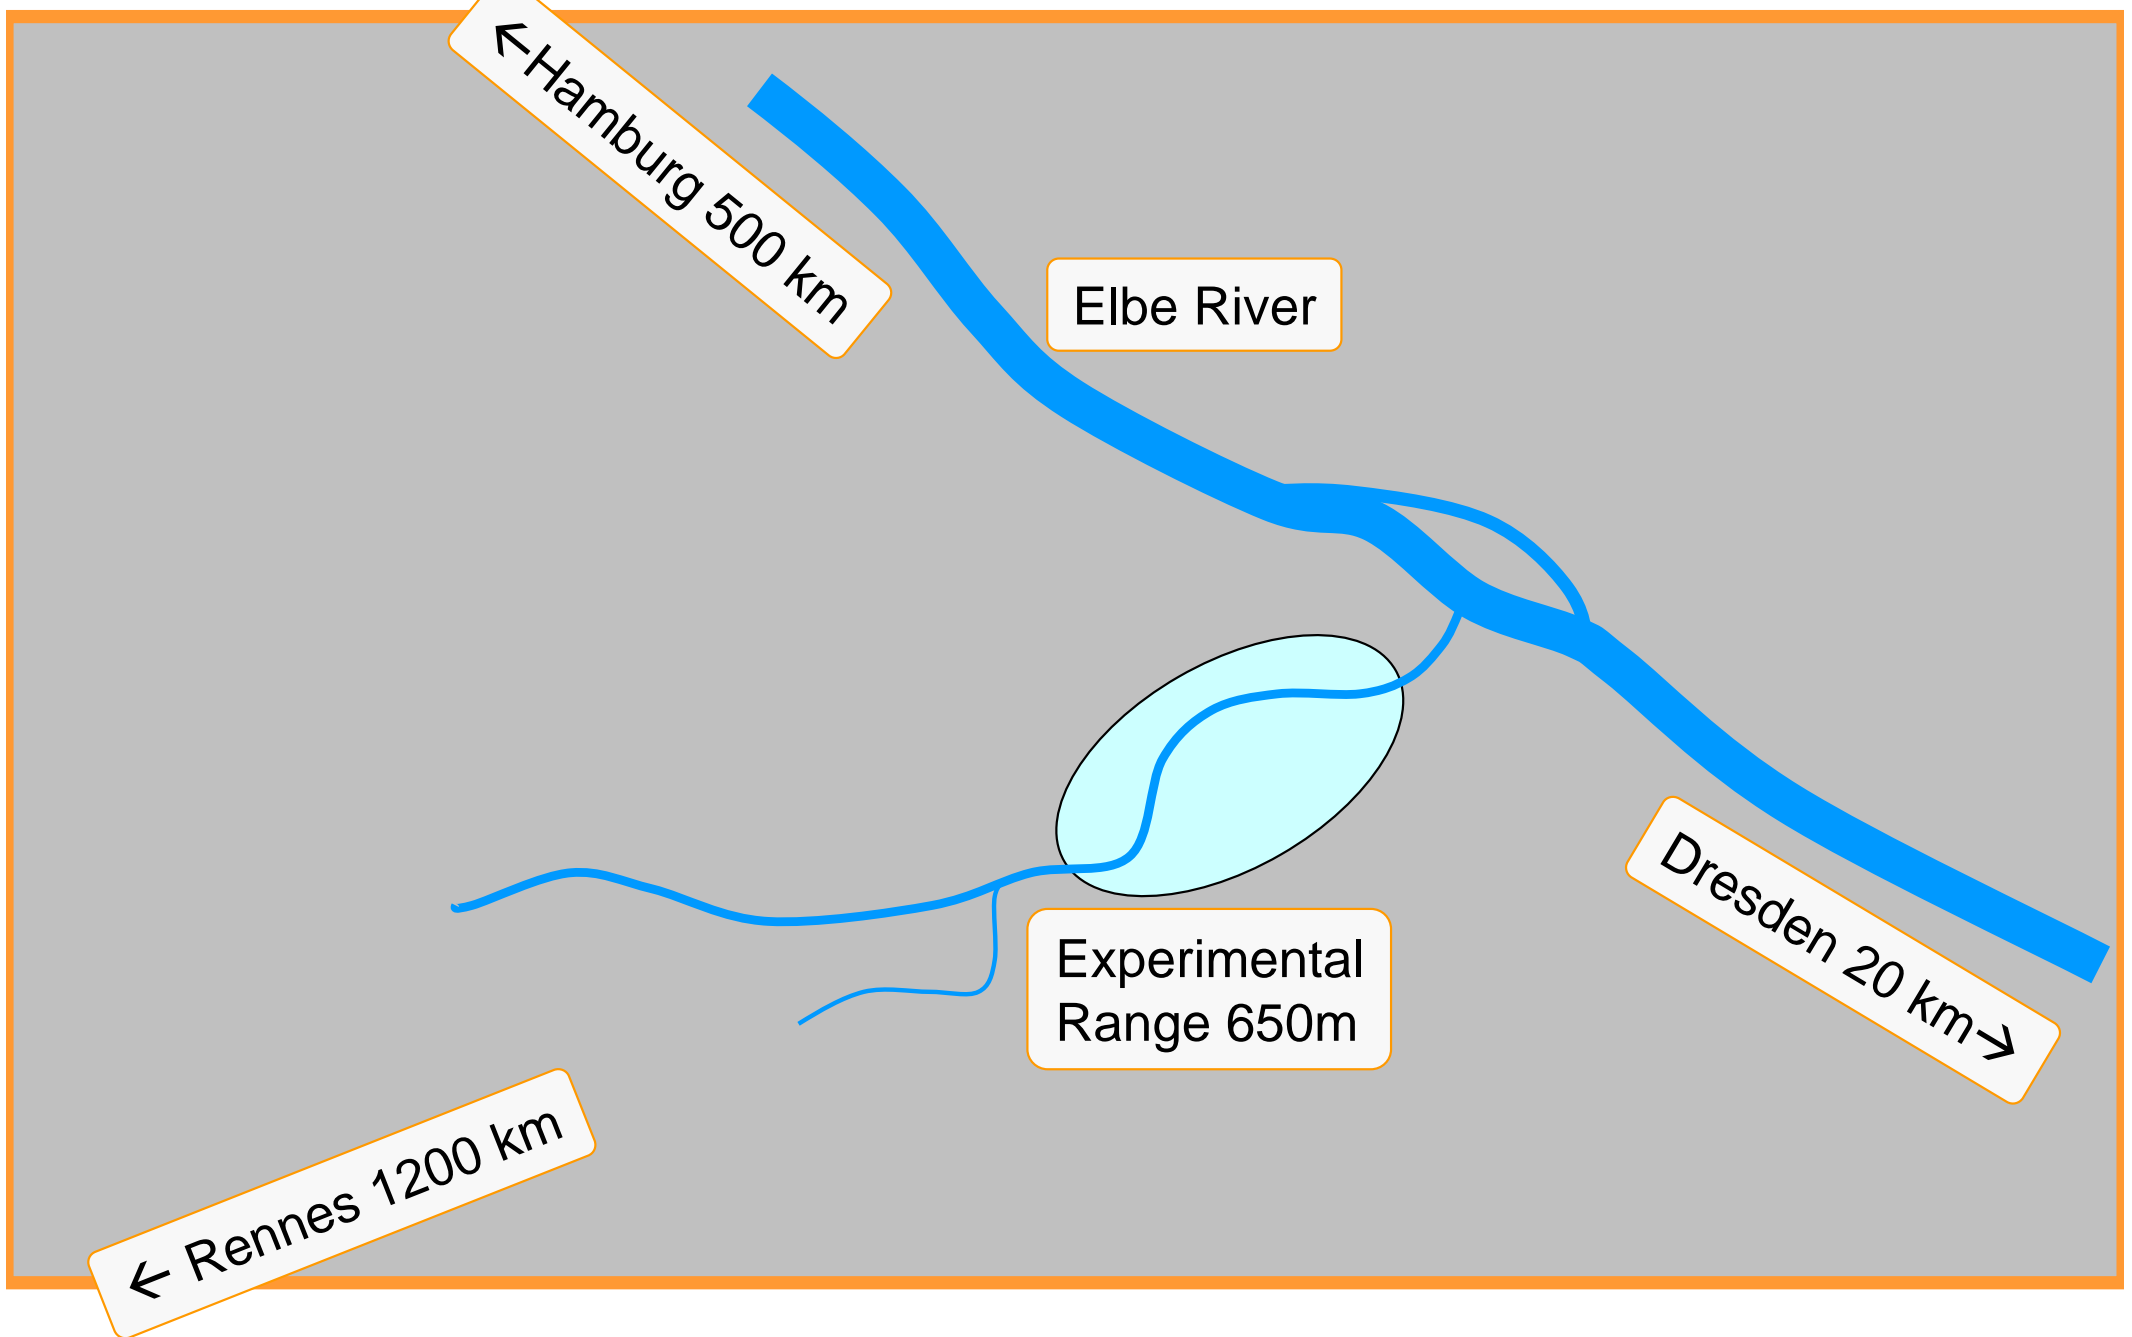 ←Hamburg 500 km
Elbe River
Experimental
Range 650m
Dresden 20 km→
← Rennes 1200 km